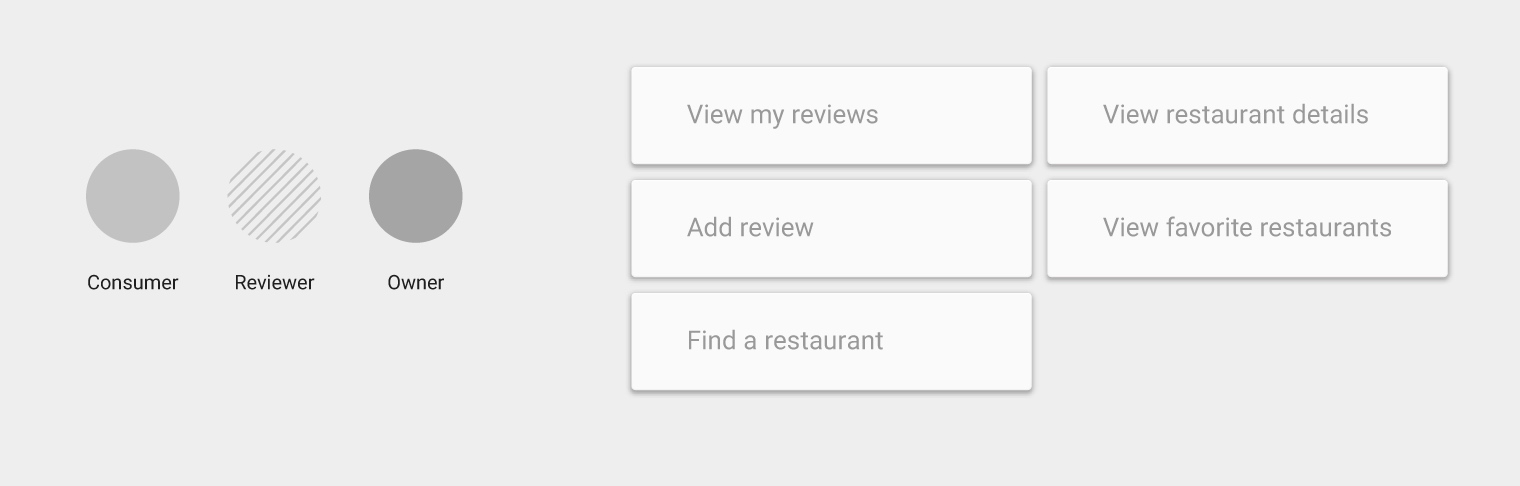 Consumer
Reviewer
Owner
View my reviews
View restaurant details
Add review
View favorite restaurants
Find a restaurant